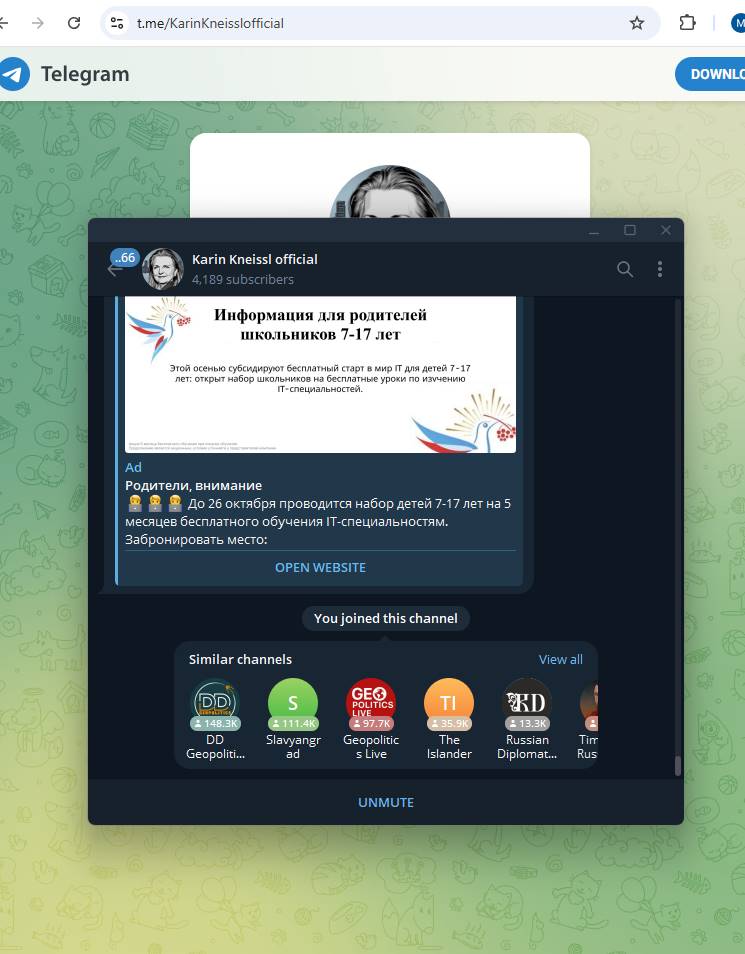 t.me/KarinKneisslofficial
M
Telegram
DOWNLO
..66
Karin Kneissl official
4,189 subscribers
Информация для родителей
школьников 7-17 лет
Этой осенью субсидируют бесплатный старт в мир IT для детей 7-17
лет: открыт набор школьников на бесплатные уроки по изучению
IT-специальностей.
Ad
Родители, внимание
👨‍💻 👨‍💻 👨‍💻 До 26 октября проводится набор детей 7-17 лет на 5
месяцев бесплатного обучения IT-специальностям.
Забронировать место:
OPEN WEBSITE
You joined this channel
Similar channels
View all
DD
GEOPOLITICS
148.3K
DD
Geopoliti...
S
111.4K
Slavyangr
ad
GEO
POLITICS
LIVE
97.7K
Geopolitic
s Live
TI
35.9K
The
Islander
RD
13.3K
Russian
Diplomat...
Tim
Rus
UNMUTE